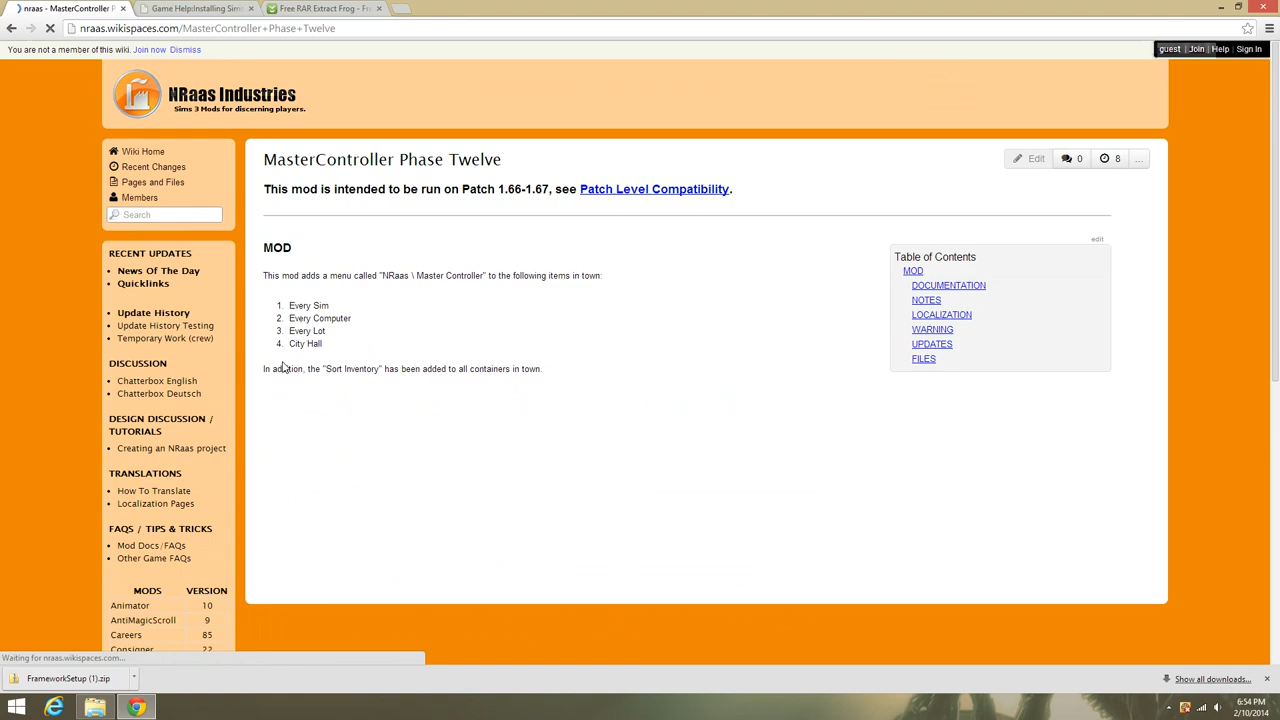 nraas - MasterController P
Game Help:Installing Sims
Free RAR Extract Frog - Fre
nraas.wikispaces.com/MasterController+Phase+Twelve
You are not a member of this wiki. Join now Dismiss
guest | Join | Help | Sign In
NRaas Industries
Sims 3 Mods for discerning players.
Wiki Home
Recent Changes
Pages and Files
Members
Search
RECENT UPDATES
News Of The Day
Quicklinks
Update History
Update History Testing
Temporary Work (crew)
DISCUSSION
Chatterbox English
Chatterbox Deutsch
DESIGN DISCUSSION /
TUTORIALS
Creating an NRaas project
TRANSLATIONS
How To Translate
Localization Pages
FAQS / TIPS & TRICKS
Mod Docs/FAQs
Other Game FAQs
MODS VERSION
Animator 10
AntiMagicScroll 9
Careers 85
Consigner 22
MasterController Phase Twelve
Edit 0 8 ...
This mod is intended to be run on Patch 1.66-1.67, see Patch Level Compatibility.
edit
MOD
This mod adds a menu called "NRaas \ Master Controller" to the following items in town:
1. Every Sim
2. Every Computer
3. Every Lot
4. City Hall
In addition, the "Sort Inventory" has been added to all containers in town.
Table of Contents
MOD
DOCUMENTATION
NOTES
LOCALIZATION
WARNING
UPDATES
FILES
Waiting for nraas.wikispaces.com...
FrameworkSetup (1).zip
Show all downloads...
6:54 PM
2/10/2014